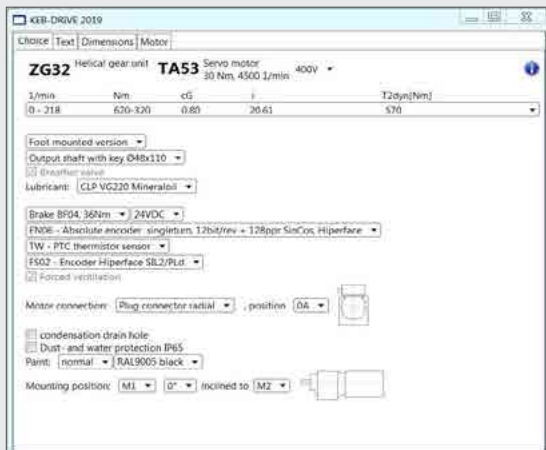 KEB-DRIVE 2019
Choice Text Dimensions Motor
ZG32 Helical gear unit TA53 Servo motor 400V
30 Nm, 4500 1/min
1/min Nm cG i T2dyn[Nm]
0 - 218 620-320 0.80 20.61 570
Foot mounted version
Output shaft with key Ø48x110
Breather valve
Lubricant: CLP VG220 Mineraloil
Brake BF04, 36Nm 24VDC
EN06 - Absolute encoder singleturn, 12bit/rev + 128ppr SinCos, Hiperface
TW - PTC thermistor sensor
FS02 - Encoder Hiperface SIL2/PLd
Forced ventilation
Motor connection: Plug connector radial , position 0A
condensation drain hole
Dust- and water protection IP65
Paint: normal RAL9005 black
Mounting position: M1 0° inclined to M2